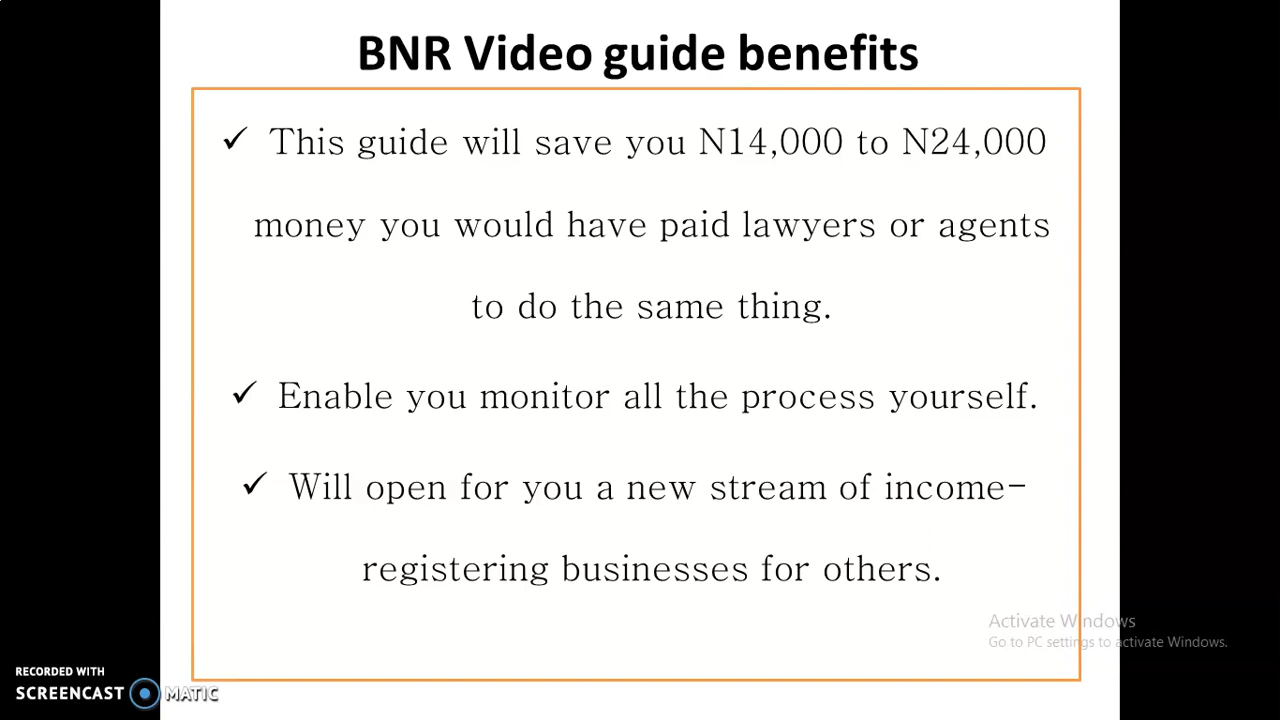 BNR Video guide benefits
✓ This guide will save you N14,000 to N24,000
money you would have paid lawyers or agents
to do the same thing.
✓ Enable you monitor all the process yourself.
✓ Will open for you a new stream of income-
registering businesses for others.
Activate Windows
Go to PC settings to activate Windows.
RECORDED WITH
SCREENCAST MATIC